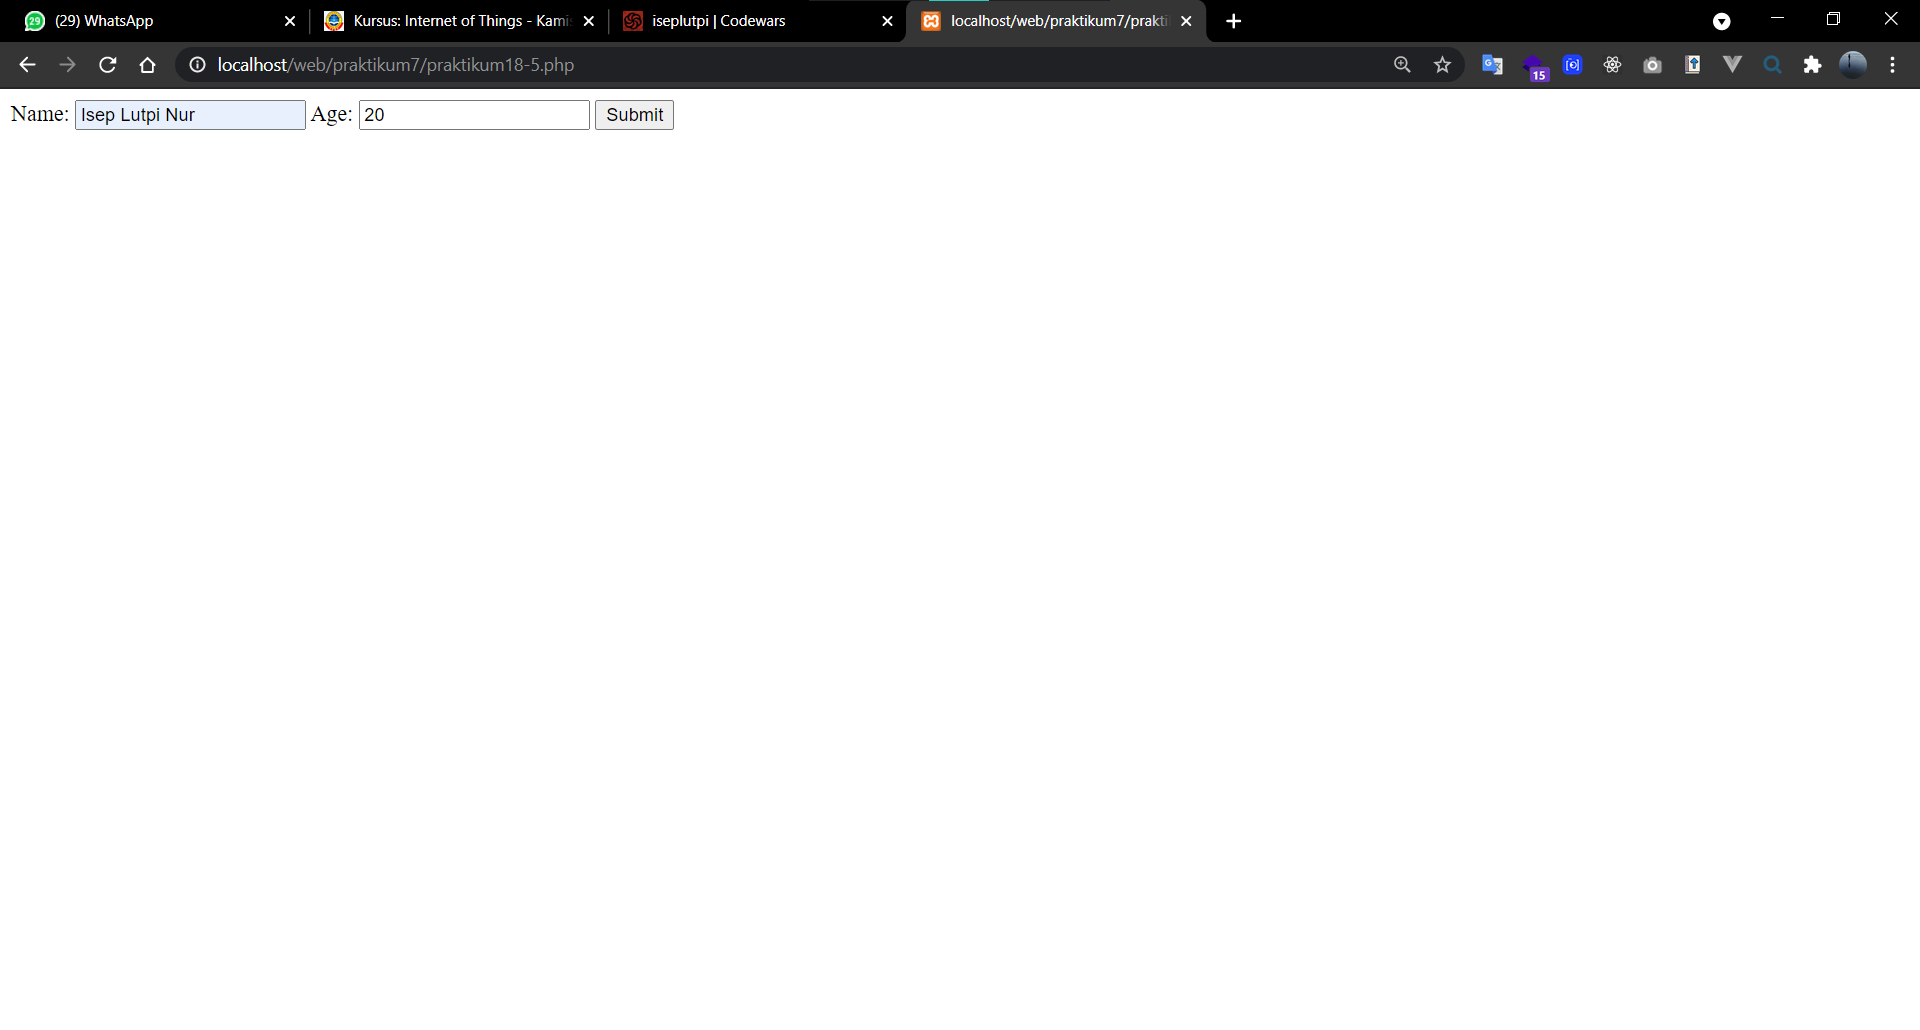 29 (29) WhatsApp
Kursus: Internet of Things - Kami
iseplutpi | Codewars
localhost/web/praktikum7/prakti
localhost/web/praktikum7/praktikum18-5.php
15
Name: Isep Lutpi Nur Age: 20 Submit